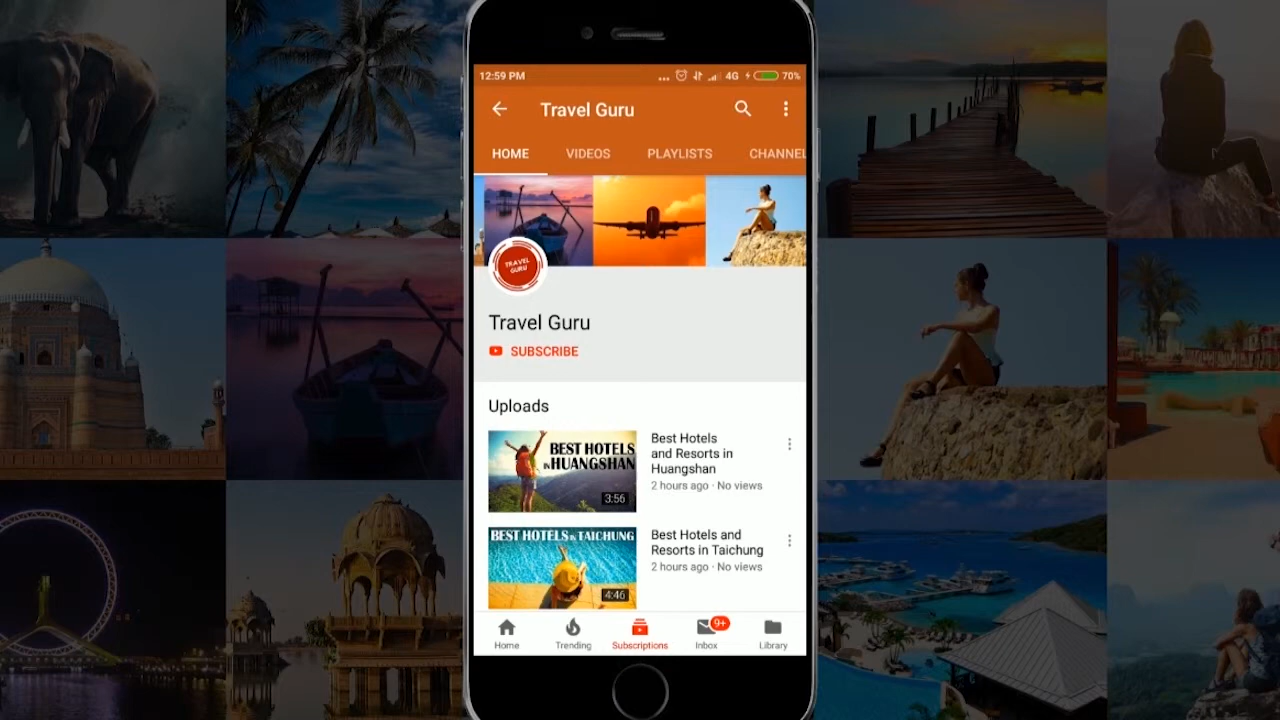 12:59 PM ... 4G 70%
Travel Guru
HOME VIDEOS PLAYLISTS CHANNEL
TRAVEL
GURU
Travel Guru
SUBSCRIBE
Uploads
BEST HOTELS
IN HUANGSHAN
3:56
Best Hotels
and Resorts in
Huangshan
2 hours ago · No views
BEST HOTELS IN TAICHUNG
4:46
Best Hotels and
Resorts in Taichung
2 hours ago · No views
9+
Home Trending Subscriptions Inbox Library